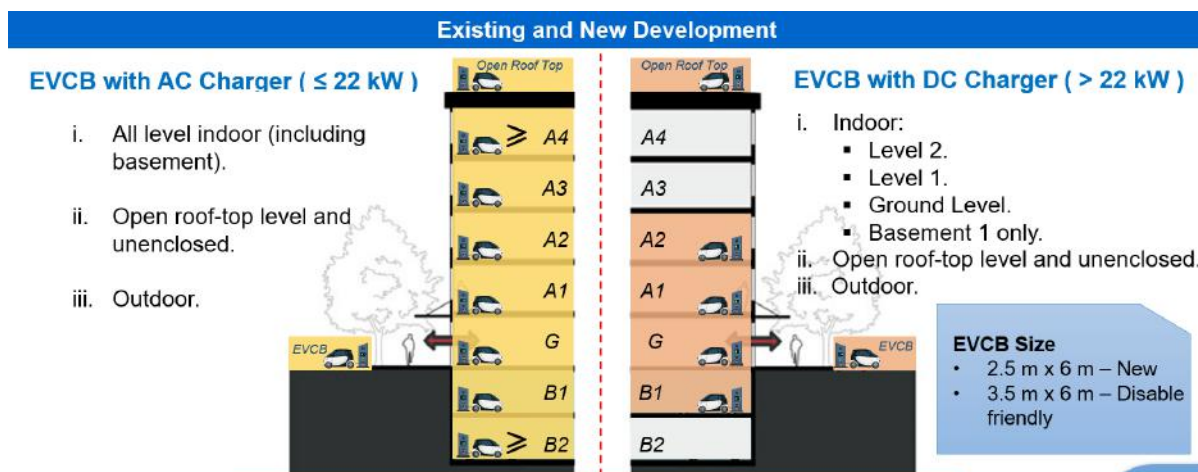 Existing and New Development
EVCB with AC Charger ( ≤ 22 kW )
i. All level indoor (including
basement).
ii. Open roof-top level and
unenclosed.
iii. Outdoor.
Open Roof Top
≥ A4
A3
A2
A1
G
B1
≥ B2
EVCB
Open Roof Top
A4
A3
A2
A1
G
B1
B2
EVCB
EVCB with DC Charger ( > 22 kW )
i. Indoor:
▪ Level 2.
▪ Level 1.
▪ Ground Level.
▪ Basement 1 only.
ii. Open roof-top level and unenclosed.
iii. Outdoor.
EVCB Size
• 2.5 m x 6 m – New
• 3.5 m x 6 m – Disable
friendly